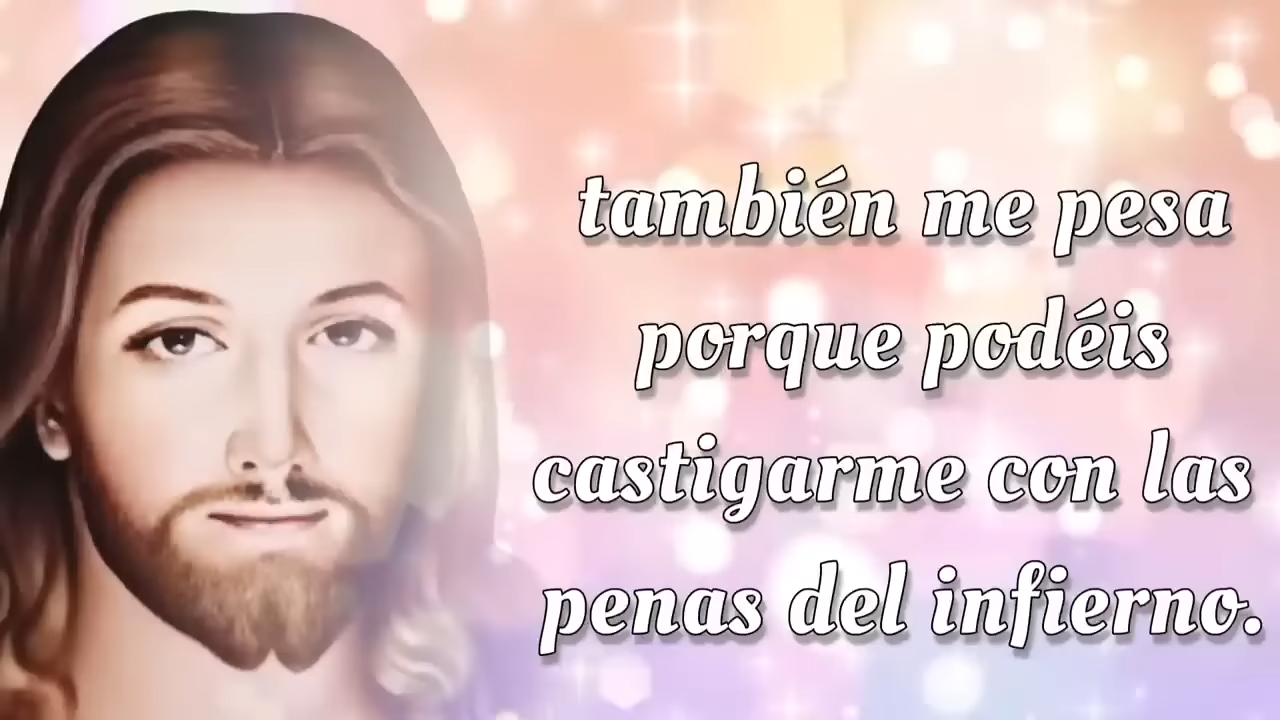 también me pesa
porque podéis
castigarme con las
penas del infierno.